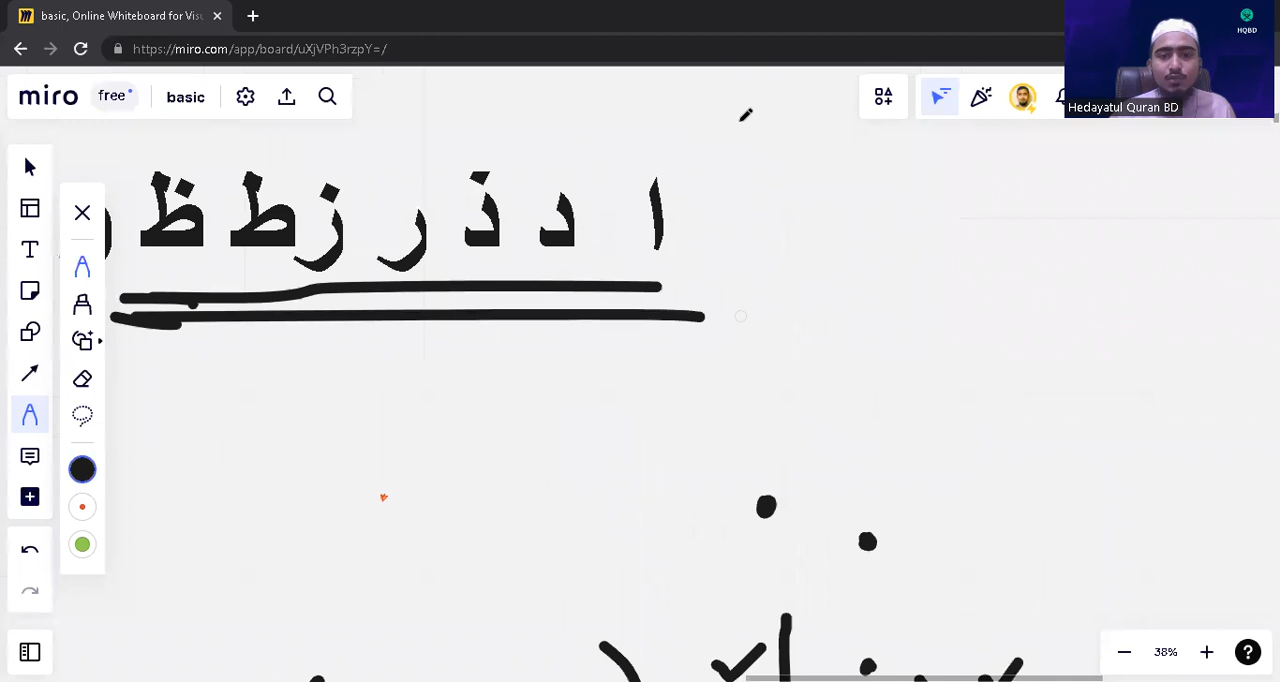 basic, Online Whiteboard for Visu
https://miro.com/app/board/uXjVPh3rzpY=/
HQBD
miro free basic
Hedayatul Quran BD
ا د ذ ر ز ط ظ
38%